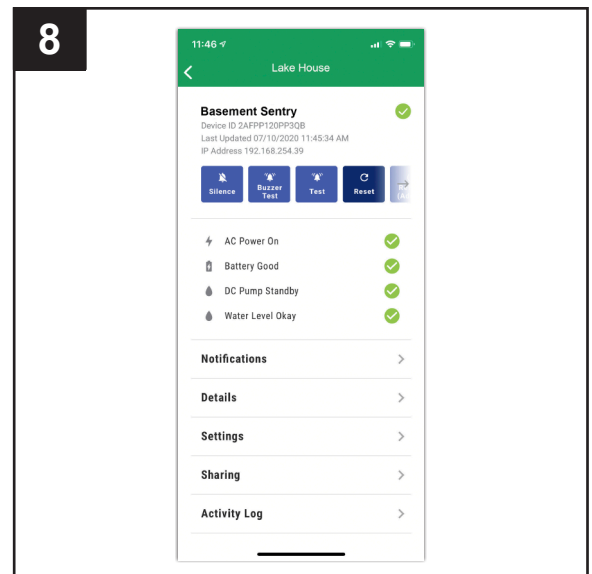 8
11:46
Lake House
Basement Sentry
Device ID 2AFPP120PP3QB
Last Updated 07/10/2020 11:45:34 AM
IP Address 192.168.254.39
Silence
Buzzer
Test
Test
Reset
AC Power On
Battery Good
DC Pump Standby
Water Level Okay
Notifications
Details
Settings
Sharing
Activity Log